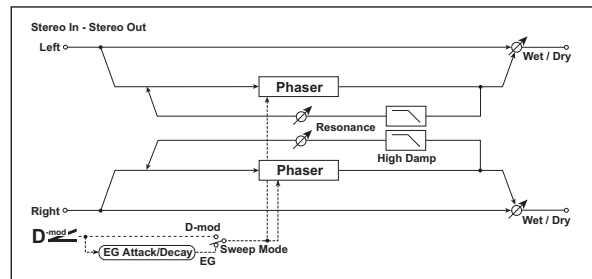 Stereo In - Stereo Out
Left
Wet / Dry
Phaser
Resonance
High Damp
Phaser
Right
Wet / Dry
D-mod
D-mod
Sweep Mode
EG Attack/Decay
EG